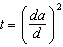 t = (da/d)²